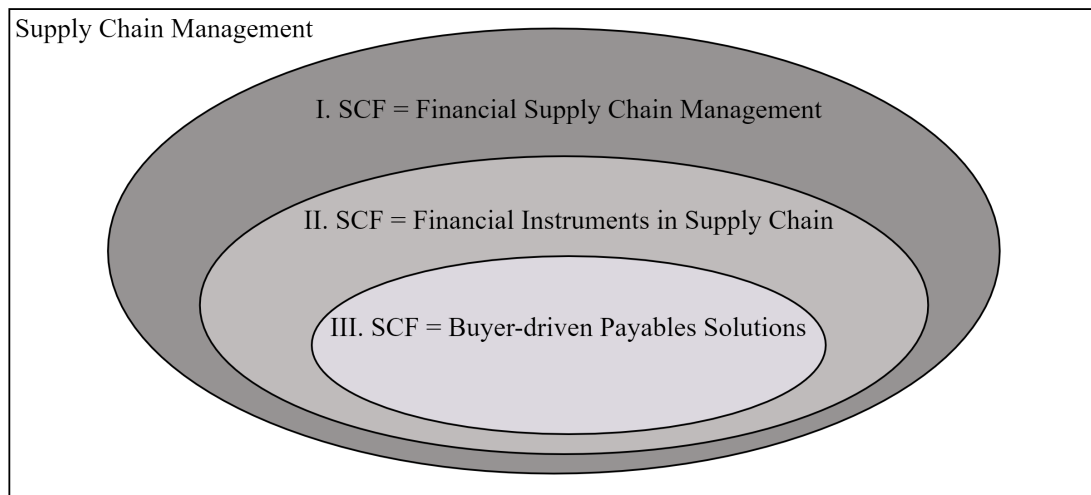 Supply Chain Management
I. SCF = Financial Supply Chain Management
II. SCF = Financial Instruments in Supply Chain
III. SCF = Buyer-driven Payables Solutions